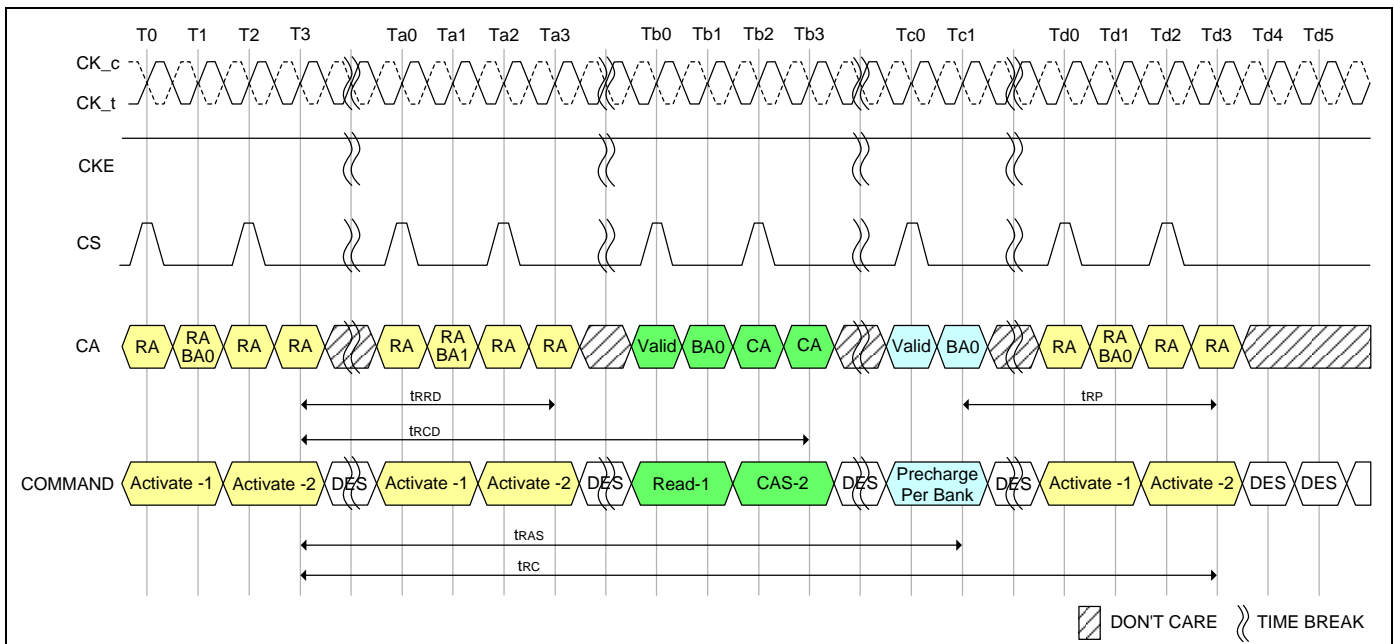 T0 T1 T2 T3 Ta0 Ta1 Ta2 Ta3 Tb0 Tb1 Tb2 Tb3 Tc0 Tc1 Td0 Td1 Td2 Td3 Td4 Td5
CK_c
CK_t
CKE
CS
CA RA RA BA0 RA RA RA RA BA1 RA RA Valid BA0 CA CA Valid BA0 RA RA BA0 RA RA
tRRD tRP
tRCD
COMMAND Activate -1 Activate -2 DES Activate -1 Activate -2 DES Read-1 CAS-2 DES Precharge Per Bank DES Activate -1 Activate -2 DES DES
tRAS
tRC
DON'T CARE TIME BREAK